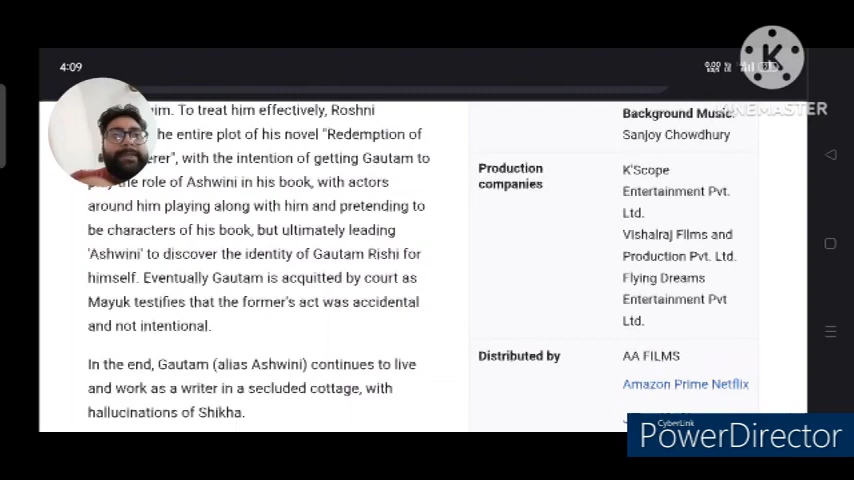 4:09
KINEMASTER
im. To treat him effectively, Roshni
he entire plot of his novel "Redemption of
erer", with the intention of getting Gautam to
play the role of Ashwini in his book, with actors
around him playing along with him and pretending to
be characters of his book, but ultimately leading
'Ashwini' to discover the identity of Gautam Rishi for
himself. Eventually Gautam is acquitted by court as
Mayuk testifies that the former's act was accidental
and not intentional.
In the end, Gautam (alias Ashwini) continues to live
and work as a writer in a secluded cottage, with
hallucinations of Shikha.
Background Music:
Sanjoy Chowdhury
Production
companies
K'Scope
Entertainment Pvt.
Ltd.
Vishalraj Films and
Production Pvt. Ltd.
Flying Dreams
Entertainment Pvt
Ltd.
Distributed by
AA FILMS
Amazon Prime Netflix
CyberLink
PowerDirector